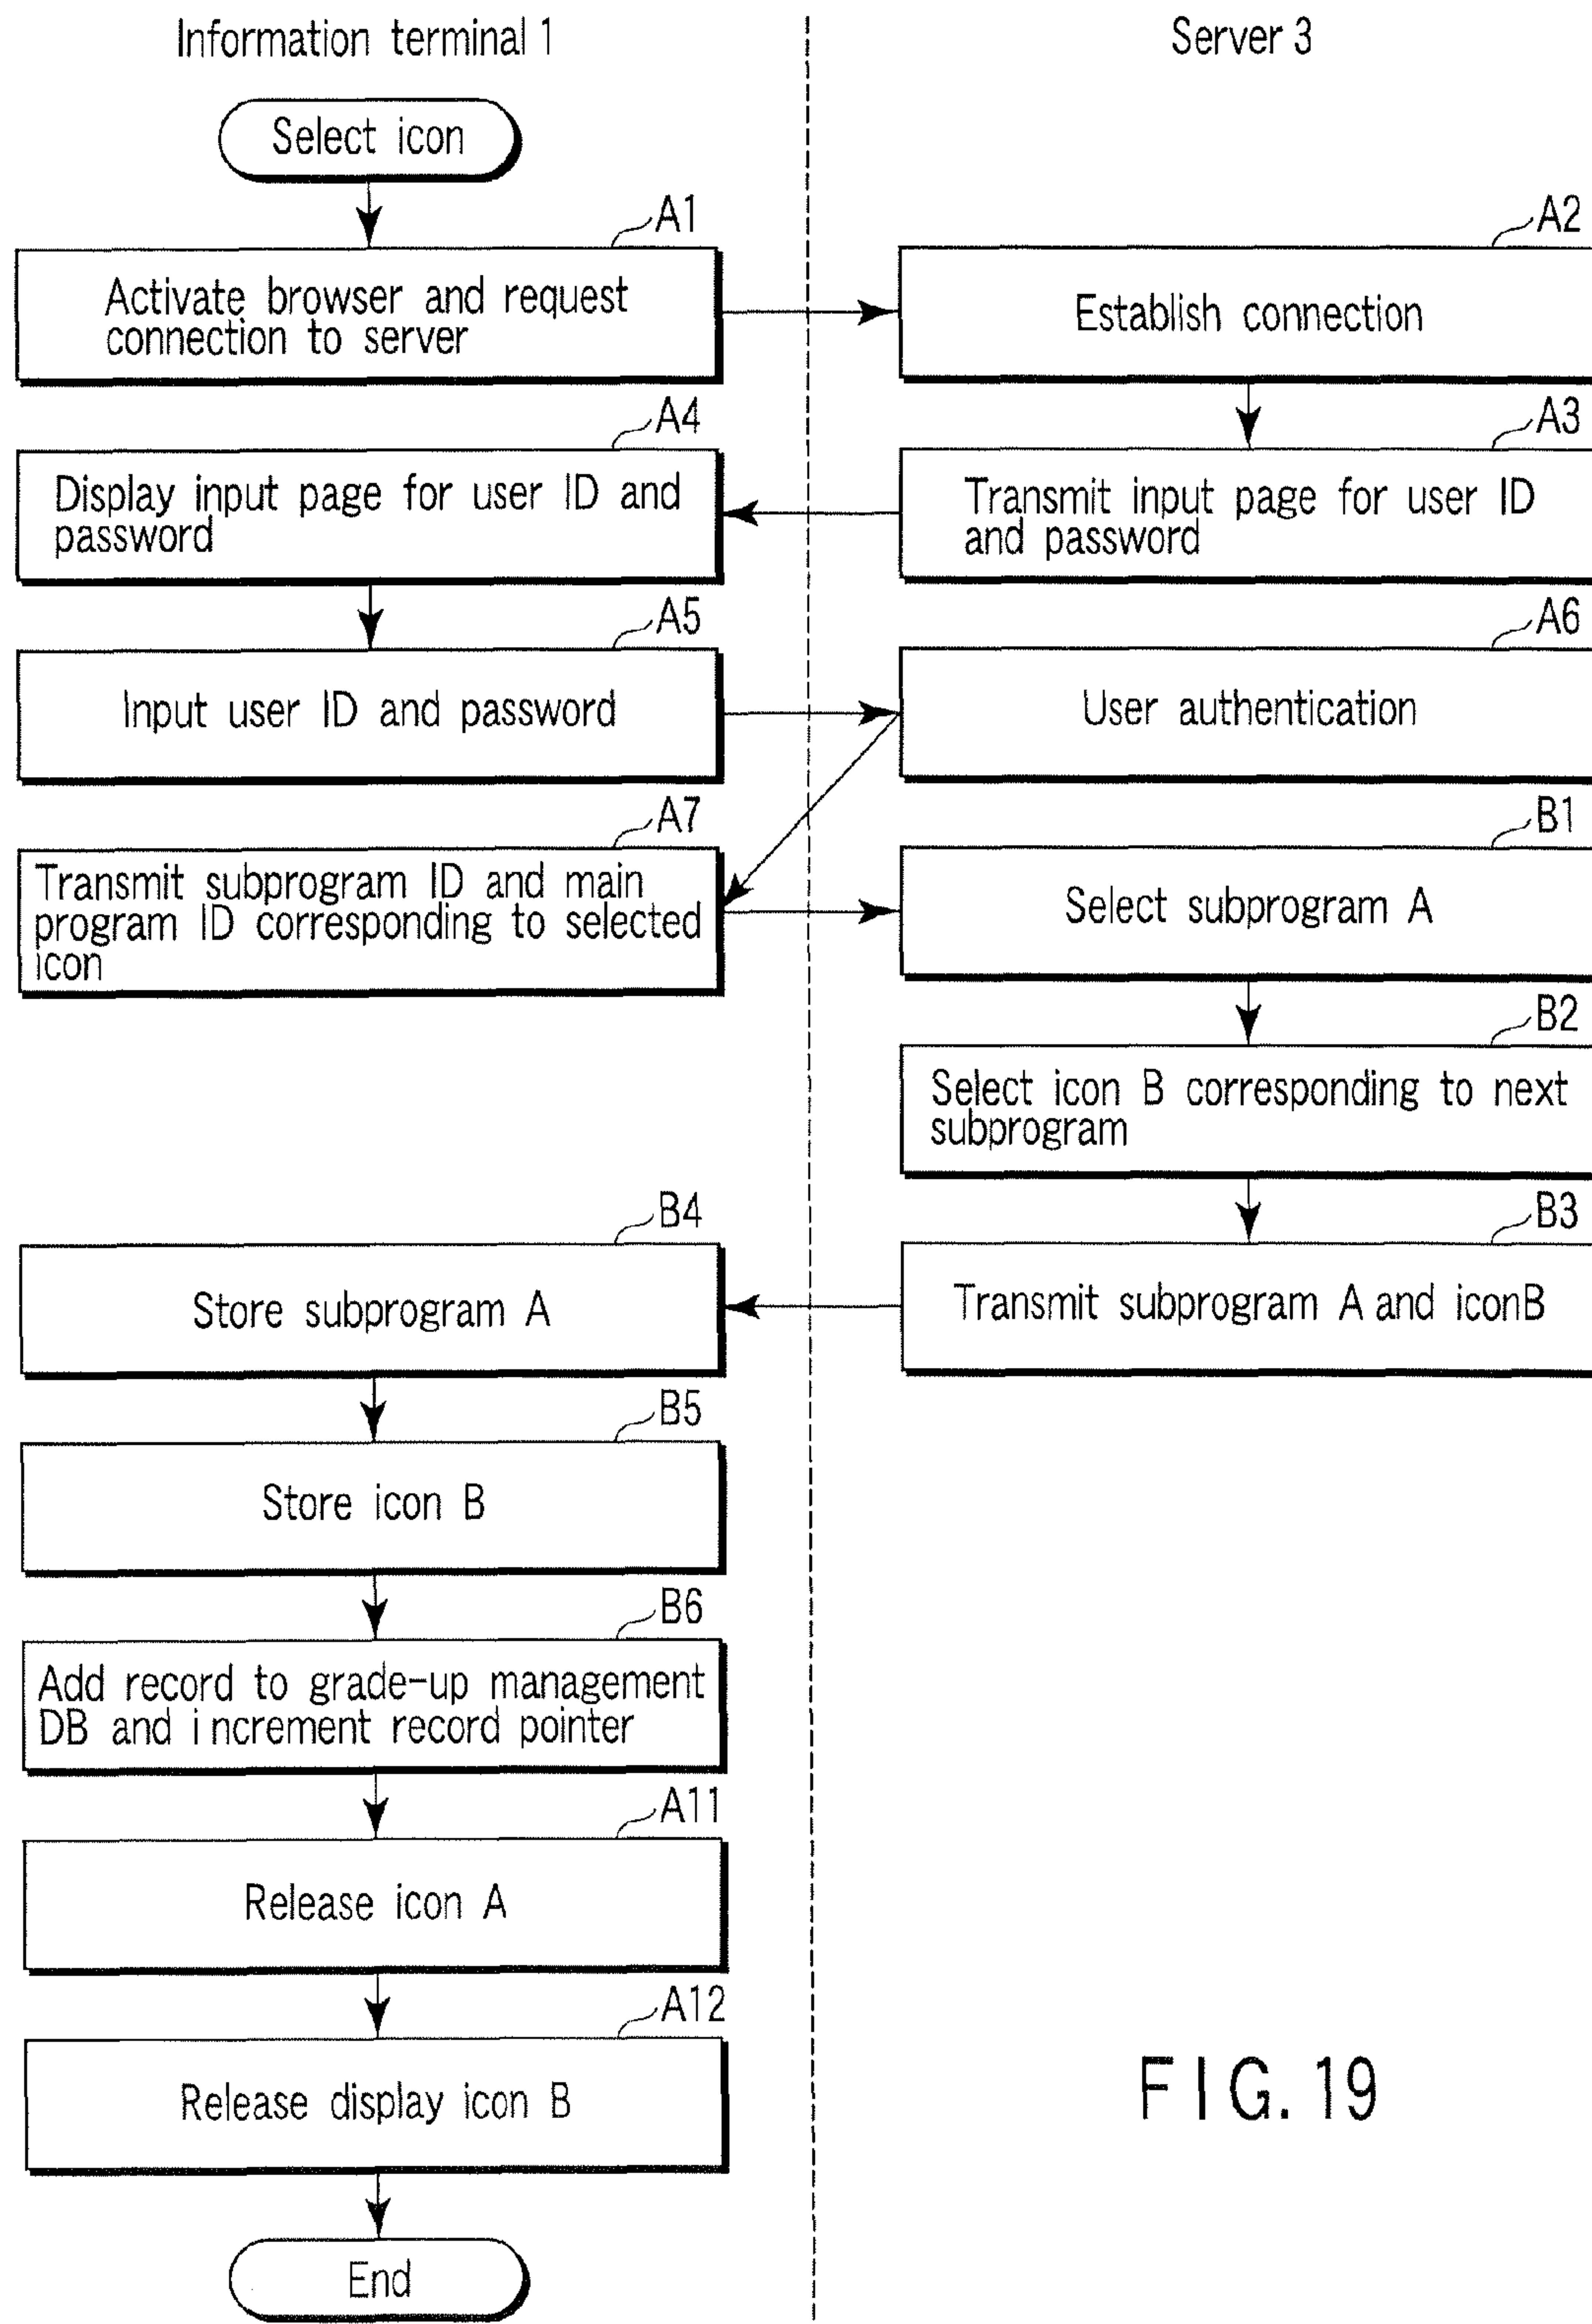 Information terminal 1
Server 3
Select icon
A1
Activate browser and request
connection to server
A2
Establish connection
A4
Display input page for user ID and
password
A3
Transmit input page for user ID
and password
A5
Input user ID and password
A6
User authentication
A7
Transmit subprogram ID and main
program ID corresponding to selected
icon
B1
Select subprogram A
B2
Select icon B corresponding to next
subprogram
B4
Store subprogram A
B3
Transmit subprogram A and iconB
B5
Store icon B
B6
Add record to grade-up management
DB and increment record pointer
A11
Release icon A
A12
Release display icon B
End
FIG. 19